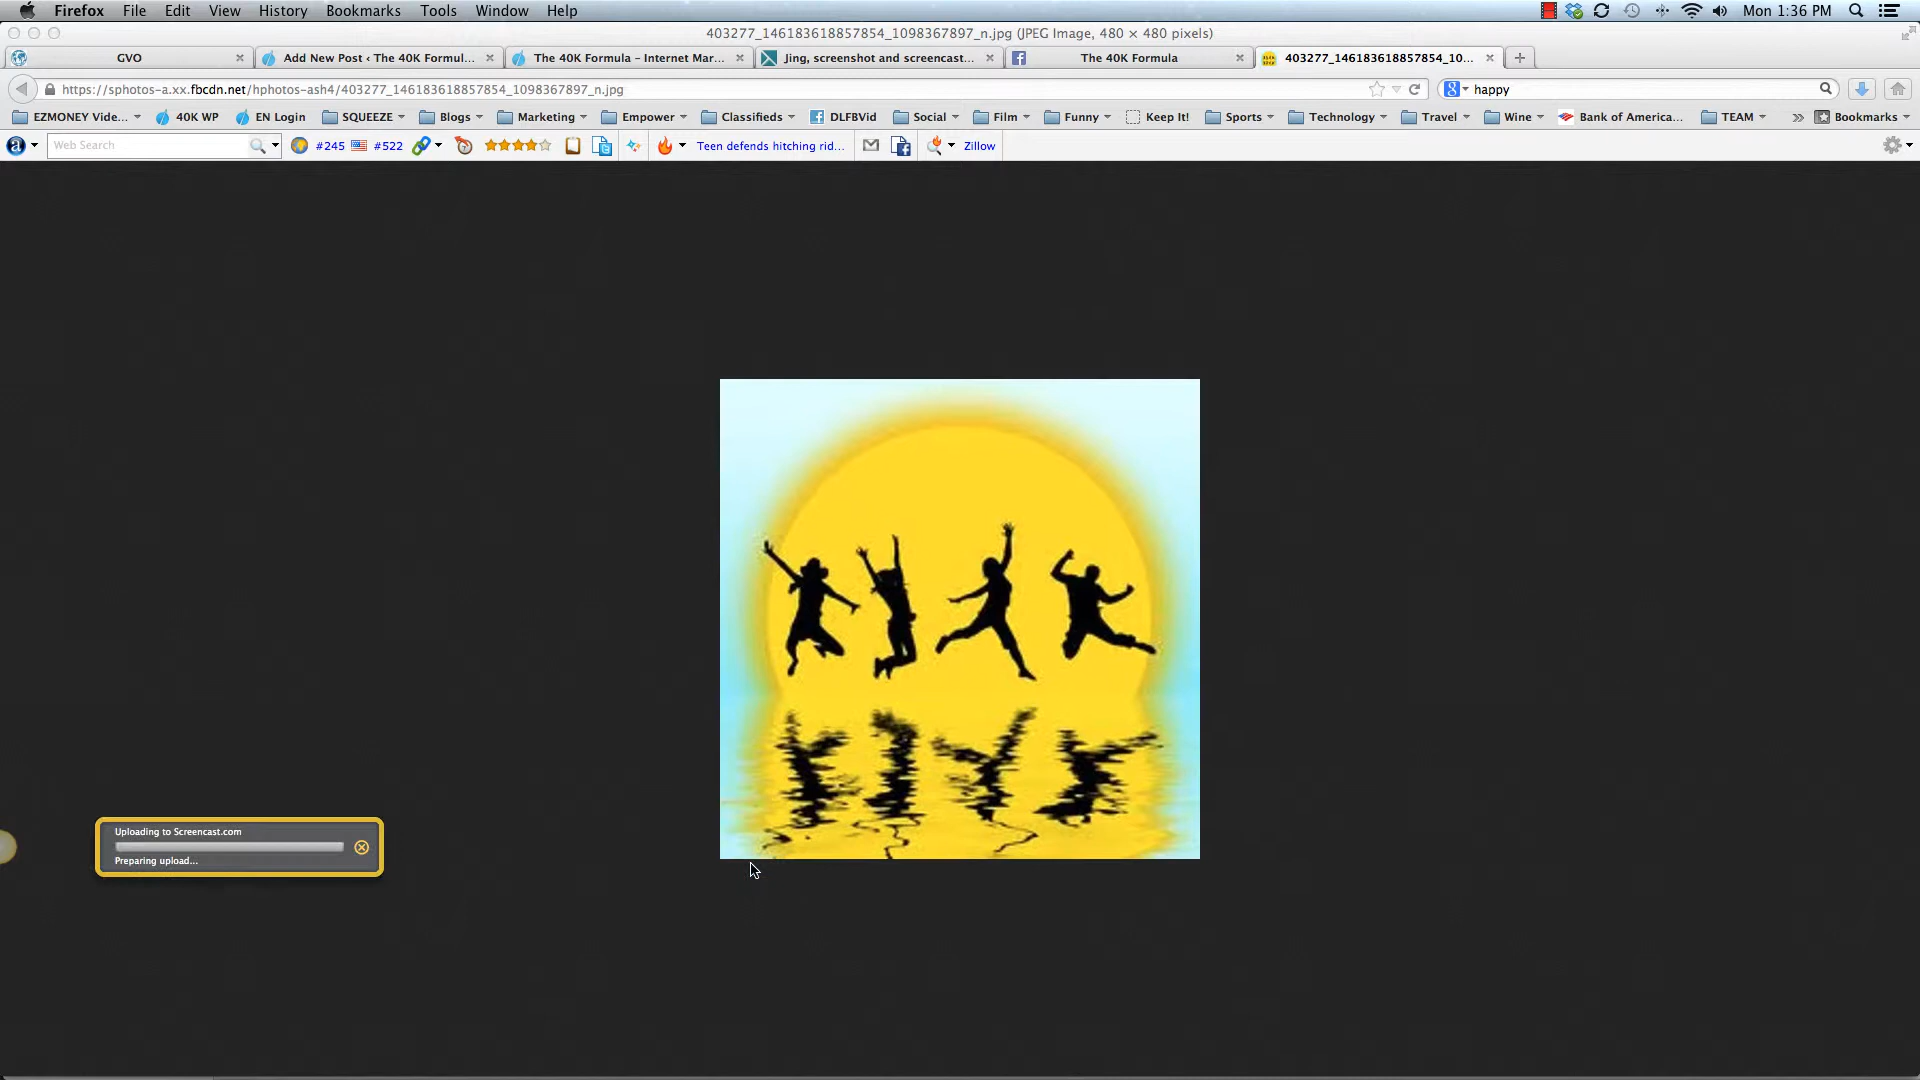 Firefox File Edit View History Bookmarks Tools Window Help Mon 1:36 PM
403277_146183618857854_1098367897_n.jpg (JPEG Image, 480 × 480 pixels)
GVO Add New Post ‹ The 40K Formul... The 40K Formula – Internet Mar... Jing, screenshot and screencast... The 40K Formula 403277_146183618857854_10...
https://sphotos-a.xx.fbcdn.net/hphotos-ash4/403277_146183618857854_1098367897_n.jpg happy
EZMONEY Vide... 40K WP EN Login SQUEEZE Blogs Marketing Empower Classifieds DLFBVid Social Film Funny Keep It! Sports Technology Travel Wine Bank of America... TEAM Bookmarks
Web Search #245 #522 Teen defends hitching rid... Zillow
Uploading to Screencast.com
Preparing upload...